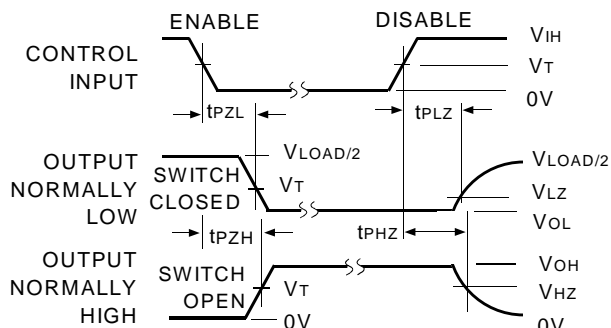 ENABLE
DISABLE
CONTROL
INPUT
VIH
VT
0V
tPZL
tPLZ
OUTPUT
NORMALLY
LOW
SWITCH
CLOSED
VLOAD/2
VT
VLOAD/2
VLZ
VOL
tPZH
tPHZ
OUTPUT
NORMALLY
HIGH
SWITCH
OPEN
VT
0V
VOH
VHZ
0V